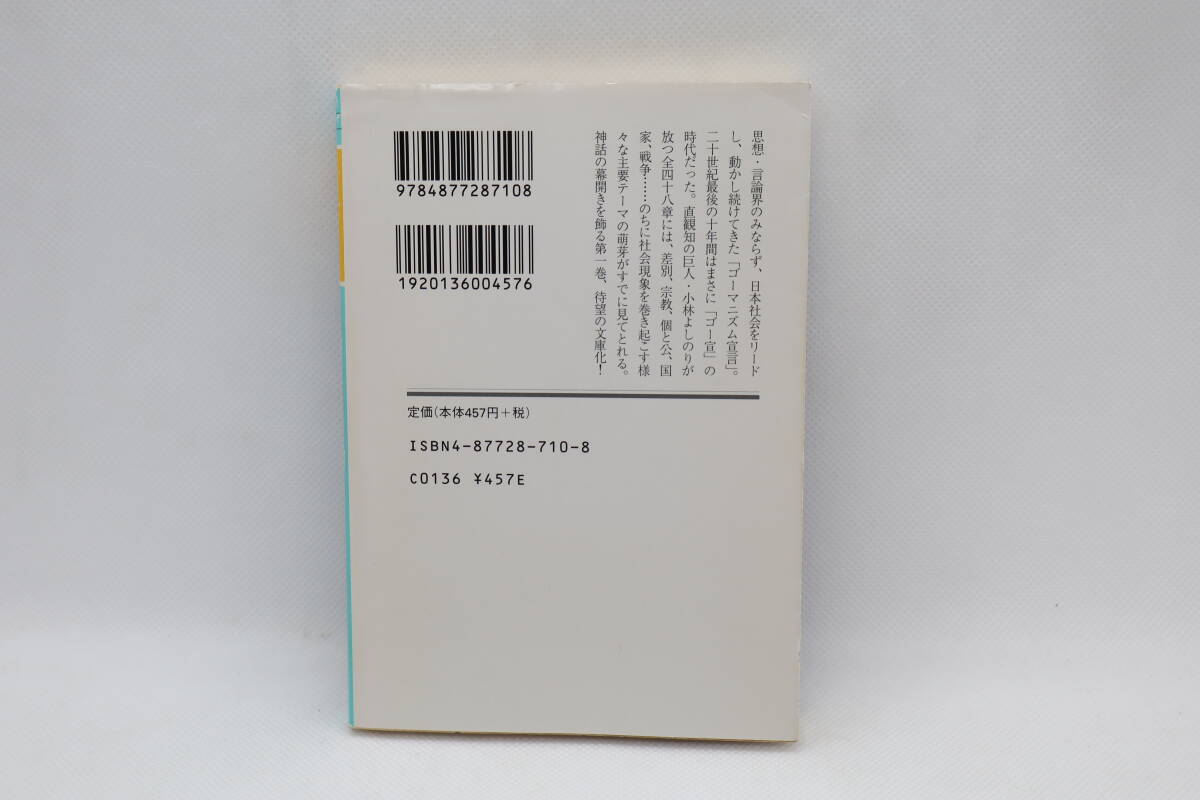 思想・言論界のみならず、日本社会をリード
し、動かし続けてきた「ゴーマニズム宣言」。
二十世紀最後の十年間はまさに「ゴー宣」の
時代だった。直観知の巨人・小林よしのりが
放つ全四十八章には、差別、宗教、個と公、国
家、戦争……のちに社会現象を巻き起こす様
々な主要テーマの萌芽がすでに見てとれる。
神話の幕開きを飾る第一巻、待望の文庫化！
9784877287108
1920136004576
定価(本体457円+税)
ISBN4-87728-710-8
C0136 ¥457E